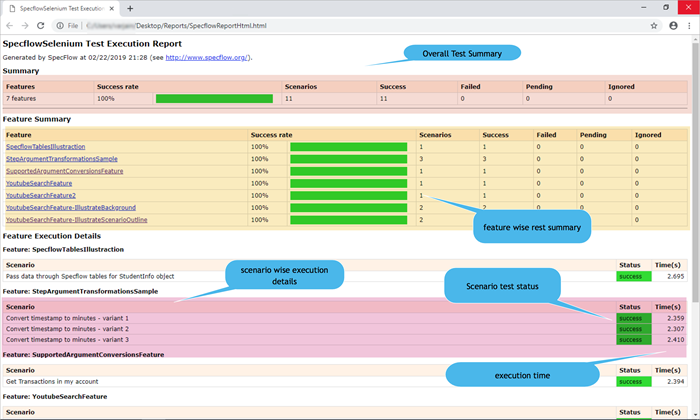 SpecflowSelenium Test Execution
File
/Desktop/Reports/SpecflowReportHtml.html
SpecflowSelenium Test Execution Report
Generated by SpecFlow at 02/22/2019 21:28 (see http://www.specflow.org/).
Overall Test Summary
Summary
Features Success rate Scenarios Success Failed Pending Ignored
7 features 100% 11 11 0 0 0
Feature Summary
Feature Success rate Scenarios Success Failed Pending Ignored
SpecflowTablesIllustraction 100% 1 1 0 0 0
StepArgumentTransformationsSample 100% 3 3 0 0 0
SupportedArgumentConversionsFeature 100% 1 1 0 0 0
YoutubeSearchFeature 100% 1 1 0 0 0
YoutubeSearchFeature2 100% 1 1 0 0 0
YoutubeSearchFeature-IllustrateBackground 100% 2 2 0 0 0
YoutubeSearchFeature-IllustrateScenarioOutline 100% 2 0 0 0
feature wise rest summary
Feature Execution Details
Feature: SpecflowTablesIllustraction
Scenario Status Time(s)
Pass data through Specflow tables for StudentInfo object success 2.695
scenario wise execution
details
Scenario test status
Feature: StepArgumentTransformationsSample
Scenario Status Time(s)
Convert timestamp to minutes - variant 1 success 2.359
Convert timestamp to minutes - variant 2 success 2.307
Convert timestamp to minutes - variant 3 success 2.410
execution time
Feature: SupportedArgumentConversionsFeature
Scenario Status Time(s)
Get Transactions in my account success 2.394
Feature: YoutubeSearchFeature
Scenario Status Time(s)